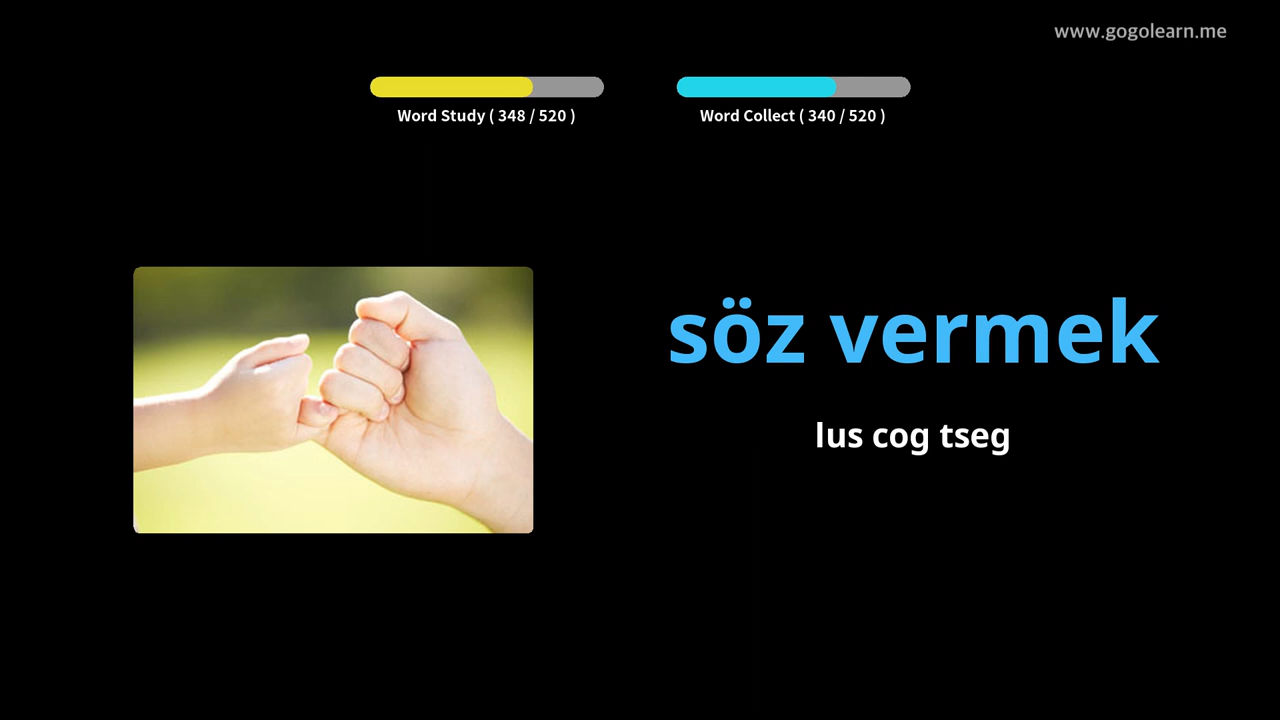 www.gogolearn.me
Word Study ( 348 / 520 )
Word Collect ( 340 / 520 )
söz vermek
lus cog tseg